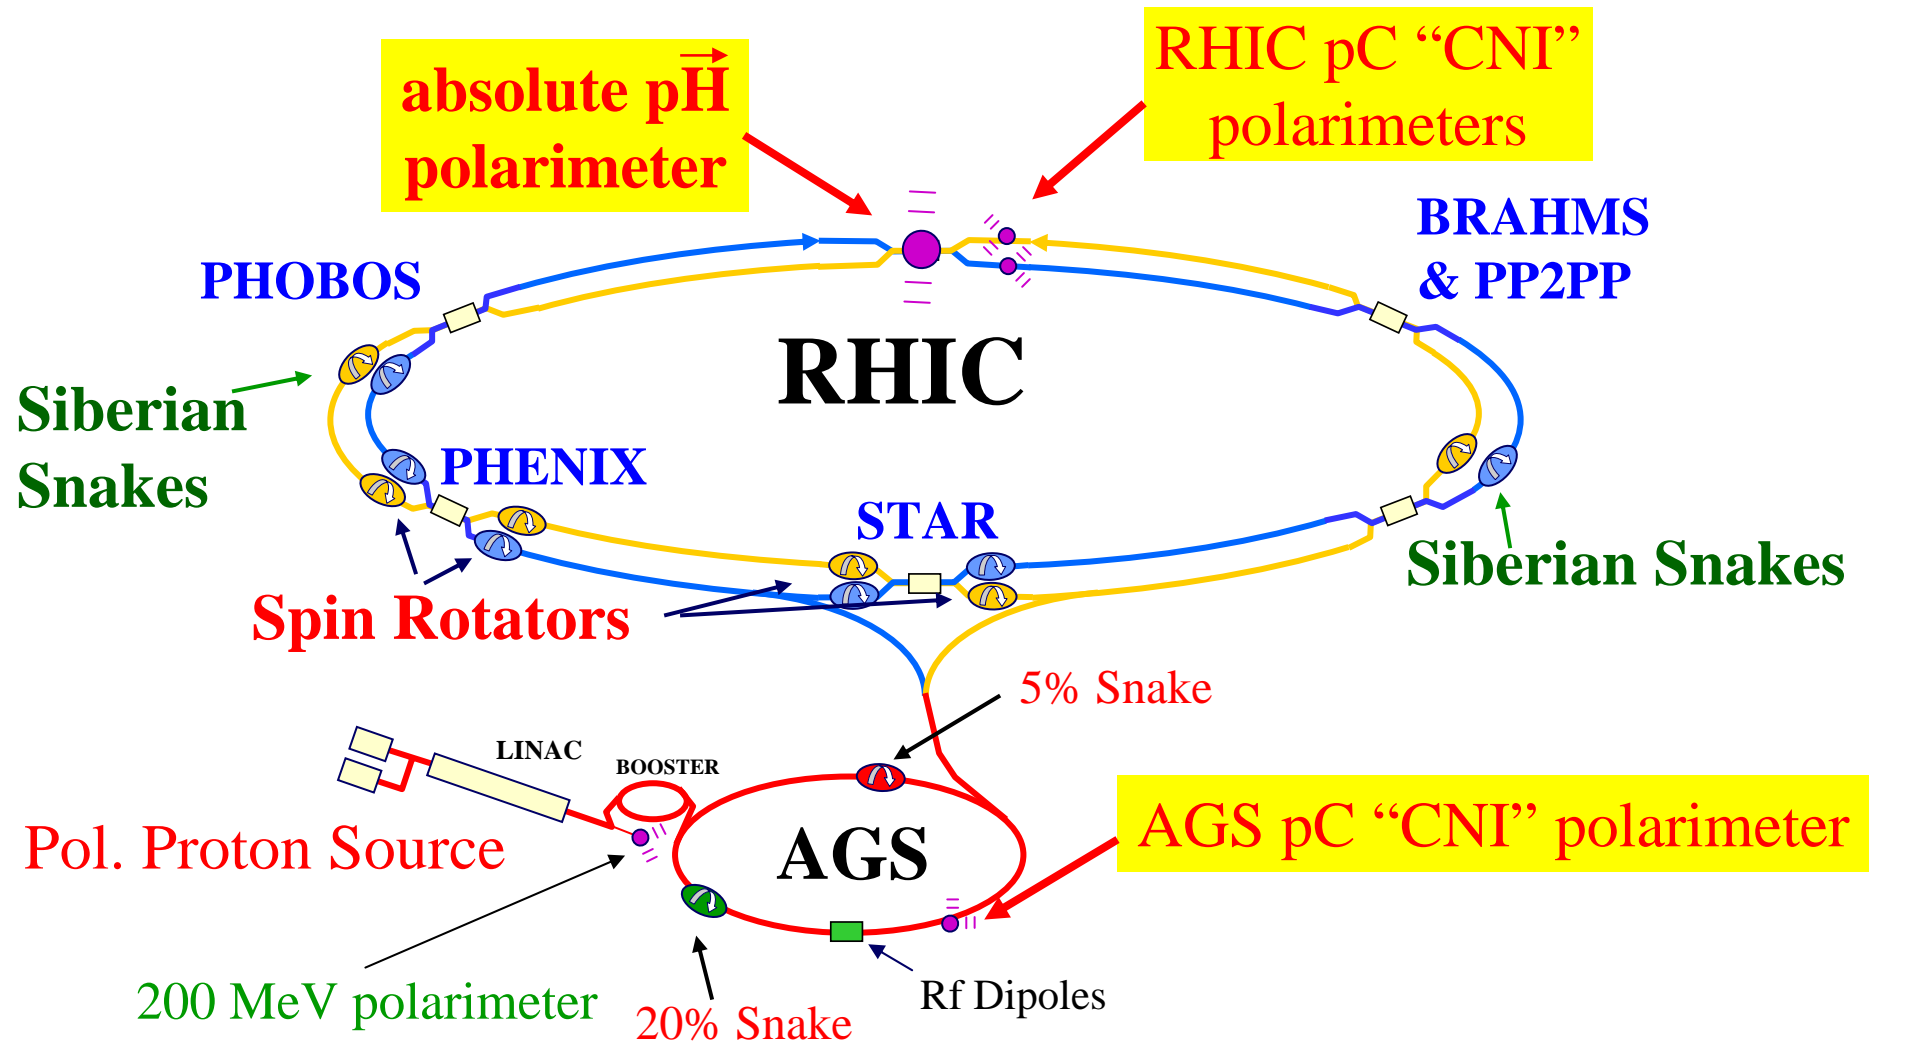 absolute pH
polarimeter
RHIC pC “CNI”
polarimeters
BRAHMS
& PP2PP
PHOBOS
RHIC
Siberian
Snakes
PHENIX
STAR
Siberian Snakes
Spin Rotators
5% Snake
LINAC
BOOSTER
Pol. Proton Source
AGS
AGS pC “CNI” polarimeter
200 MeV polarimeter
20% Snake
Rf Dipoles